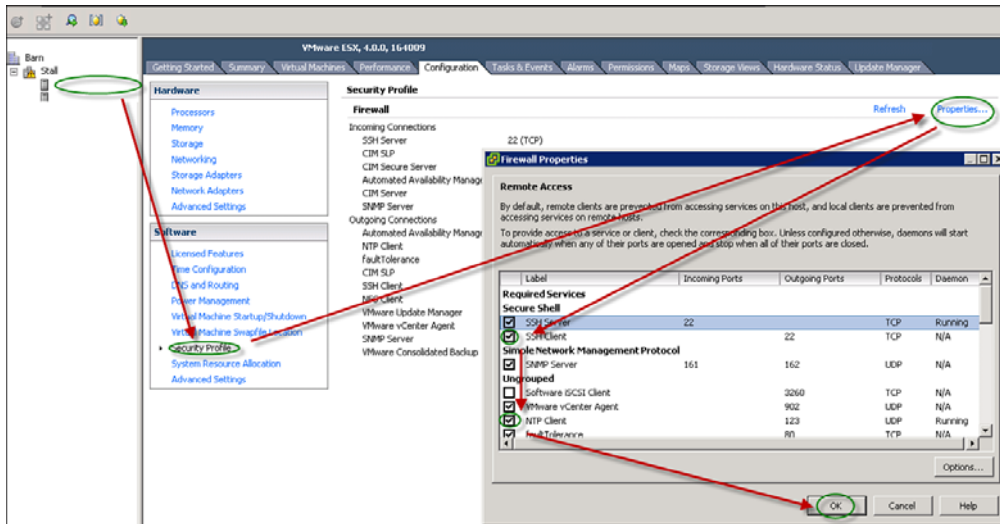 VMware ESX, 4.0.0, 164009
Barn
Stal
Getting Started Summary Virtual Machines Performance Configuration Tasks & Events Alarms Permissions Maps Storage Views Hardware Status Update Manager
Hardware
Processors
Memory
Storage
Networking
Storage Adapters
Network Adapters
Advanced Settings
Software
Licensed Features
Time Configuration
DNS and Routing
Power Management
Virtual Machine Startup/Shutdown
Virtual Machine Swapfile Location
Security Profile
System Resource Allocation
Advanced Settings
Security Profile
Firewall Refresh Properties...
Incoming Connections
SSH Server 22 (TCP)
CIM SLP
CIM Secure Server
Automated Availability Manag
CIM Server
SNMP Server
Outgoing Connections
Automated Availability Manag
NTP Client
faultTolerance
CIM SLP
SSH Client
NFS Client
VMware Update Manager
VMware vCenter Agent
SNMP Server
VMware Consolidated Backup
Firewall Properties
Remote Access
By default, remote clients are prevented from accessing services on this host, and local clients are prevented from
accessing services on remote hosts.
To provide access to a service or client, check the corresponding box. Unless configured otherwise, daemons will start
automatically when any of their ports are opened and stop when all of their ports are closed.
Label Incoming Ports Outgoing Ports Protocols Daemon
Required Services
Secure Shell
SSH Server 22 TCP Running
SSH Client 22 TCP N/A
Simple Network Management Protocol
SNMP Server 161 162 UDP N/A
Ungrouped
Software iSCSI Client 3260 TCP N/A
VMware vCenter Agent 902 UDP N/A
NTP Client 123 UDP Running
faultTolerance 80 TCP N/A
Options...
OK Cancel Help